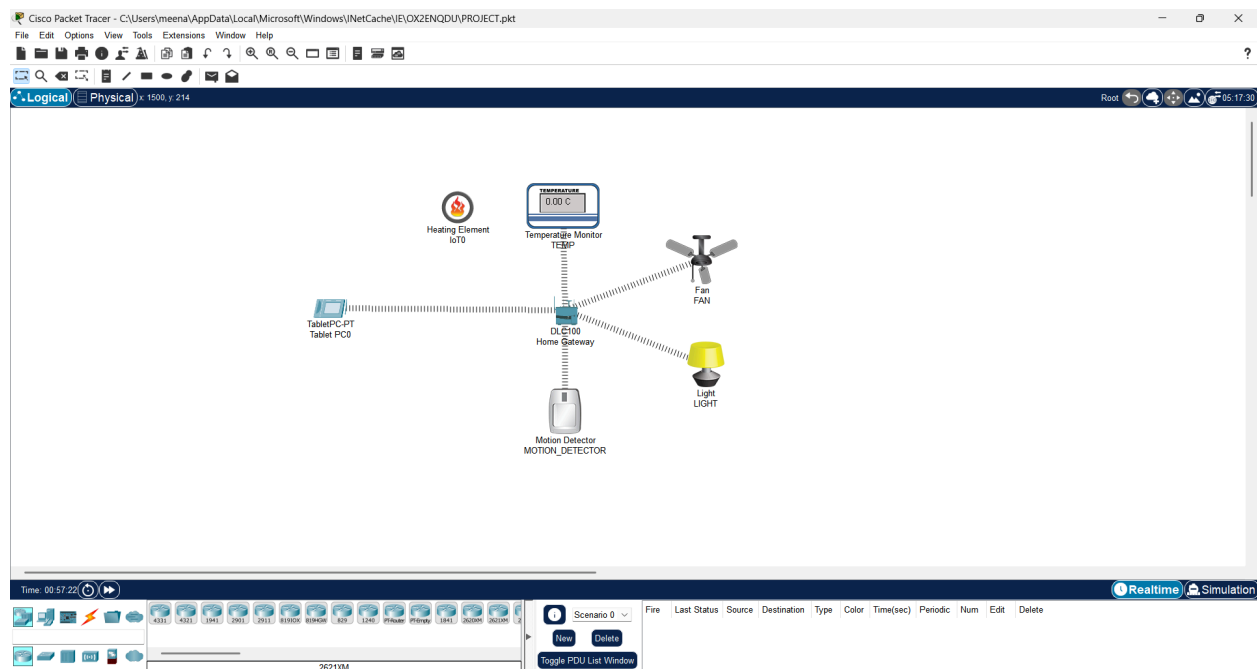 Cisco Packet Tracer - C:\Users\meena\AppData\Local\Microsoft\Windows\INetCache\IE\OX2ENQDU\PROJECT.pkt
File Edit Options View Tools Extensions Window Help
?
Logical Physical x: 1500, y: 214 Root 05:17:30
TEMPERATURE
0.00 C
Heating Element
IoT0
Temperature Monitor
TEMP
Fan
FAN
TabletPC-PT
Tablet PC0
DLC100
Home Gateway
Light
LIGHT
Motion Detector
MOTION_DETECTOR
Time: 00:57:22 Realtime Simulation
4331 4321 1941 2901 2911 819IOX 819HGW 829 1240 PT-Router PT-Empty 1841 2620XM 2621XM 2
Scenario 0
Fire Last Status Source Destination Type Color Time(sec) Periodic Num Edit Delete
New Delete
Toggle PDU List Window
2621XM